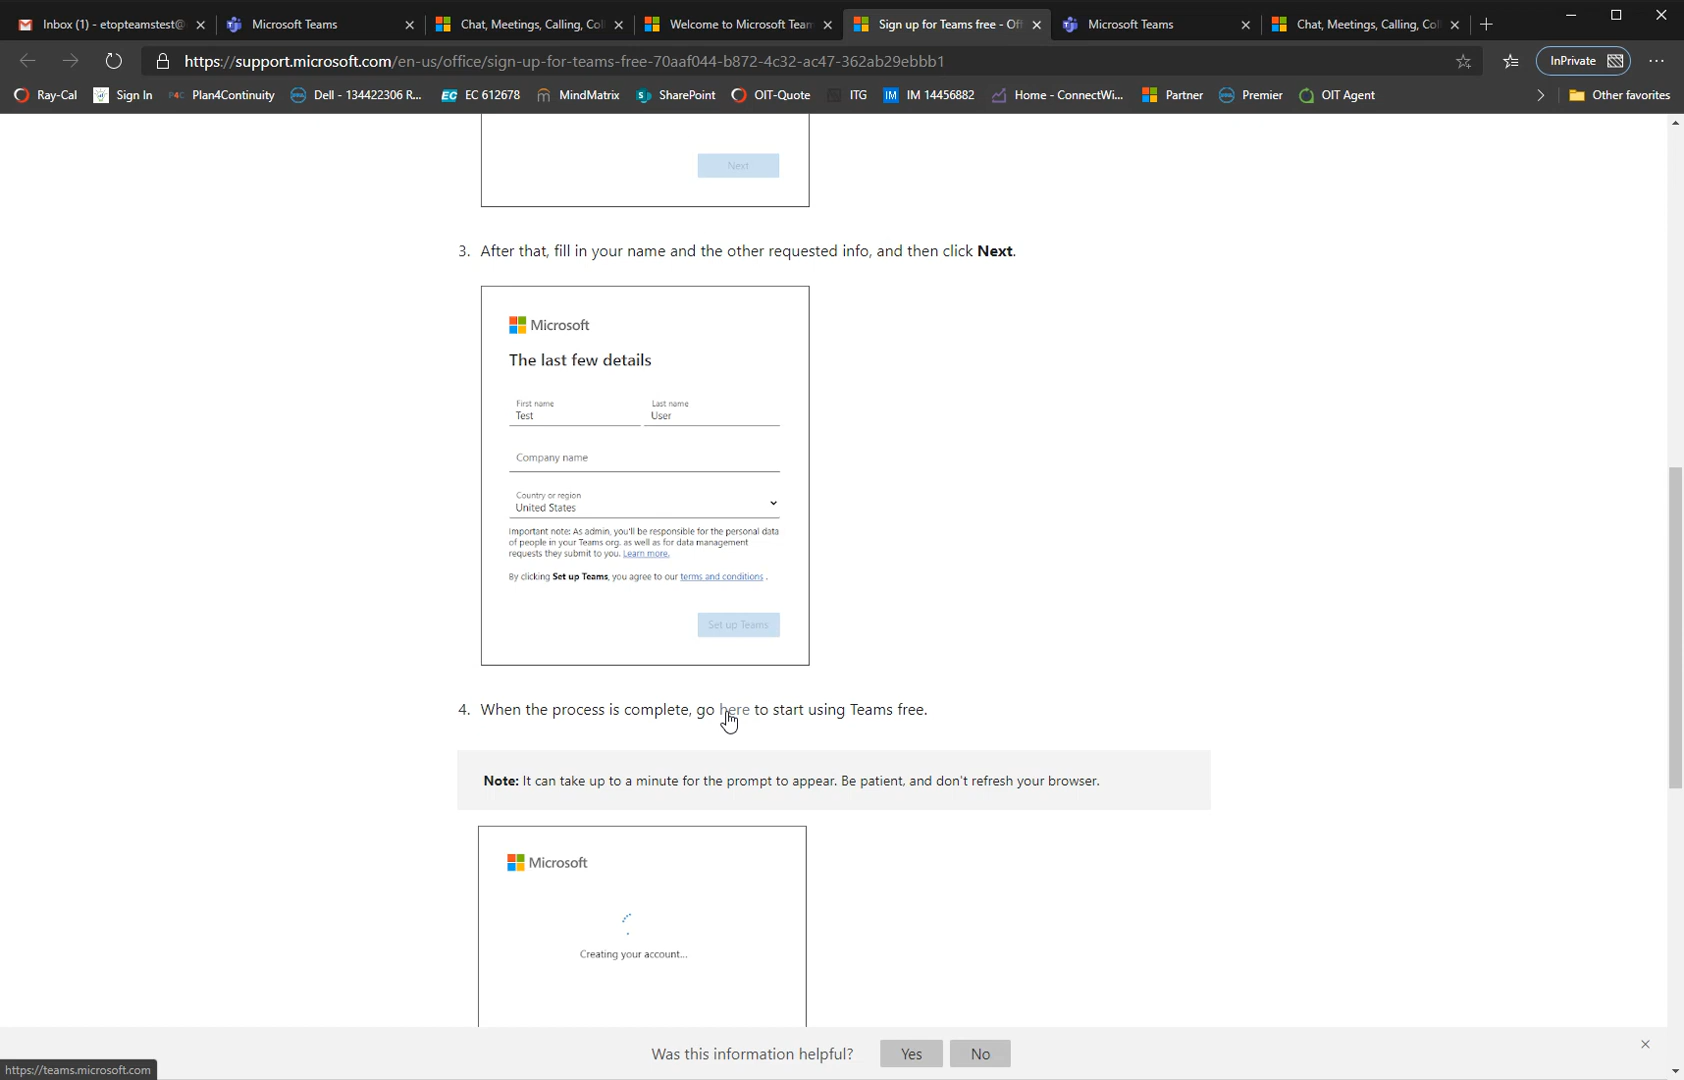 Inbox (1) - etopteamstest@
Microsoft Teams
Chat, Meetings, Calling, Col
Welcome to Microsoft Team
Sign up for Teams free - Off
Microsoft Teams
Chat, Meetings, Calling, Col
https://support.microsoft.com/en-us/office/sign-up-for-teams-free-70aaf044-b872-4c32-ac47-362ab29ebbb1
InPrivate
Ray-Cal
Sign In
P4C Plan4Continuity
Dell - 134422306 R...
EC EC 612678
MindMatrix
SharePoint
OIT-Quote
ITG
IM IM 14456882
Home - ConnectWi...
Partner
Premier
OIT Agent
Other favorites
Next
3. After that, fill in your name and the other requested info, and then click Next.
Microsoft
The last few details
First name
Last name
Test
User
Company name
Country or region
United States
Important note: As admin, you'll be responsible for the personal data
of people in your Teams org. as well as for data management
requests they submit to you. Learn more.
By clicking Set up Teams, you agree to our terms and conditions .
Set up Teams
4. When the process is complete, go here to start using Teams free.
Note: It can take up to a minute for the prompt to appear. Be patient, and don't refresh your browser.
Microsoft
Creating your account...
Was this information helpful?
Yes
No
https://teams.microsoft.com